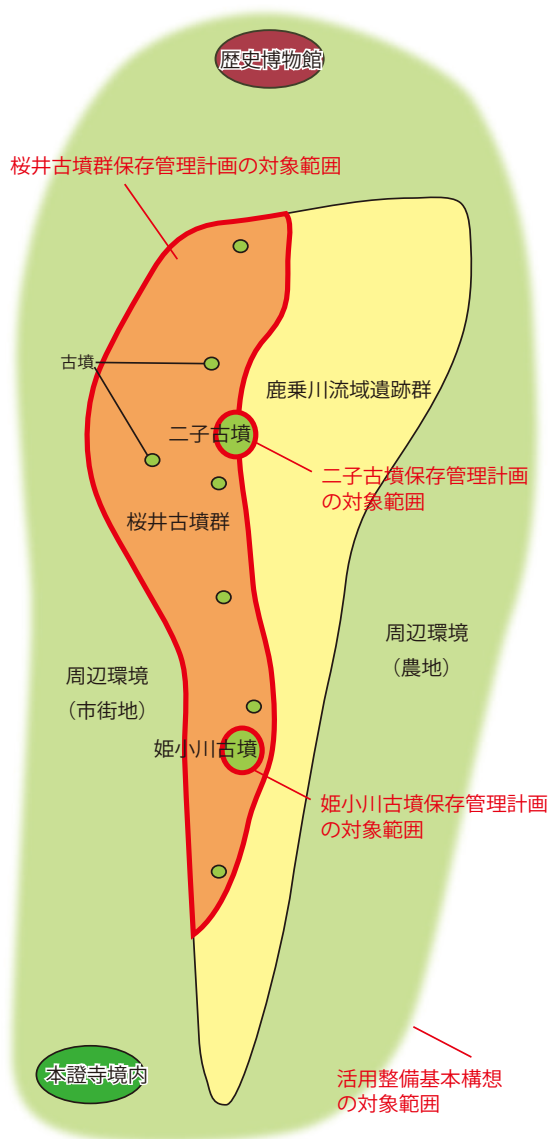 歴史博物館
桜井古墳群保存管理計画の対象範囲
古墳
鹿乗川流域遺跡群
二子古墳
二子古墳保存管理計画
の対象範囲
桜井古墳群
周辺環境
（農地）
周辺環境
（市街地）
姫小川古墳
姫小川古墳保存管理計画
の対象範囲
本證寺境内
活用整備基本構想
の対象範囲